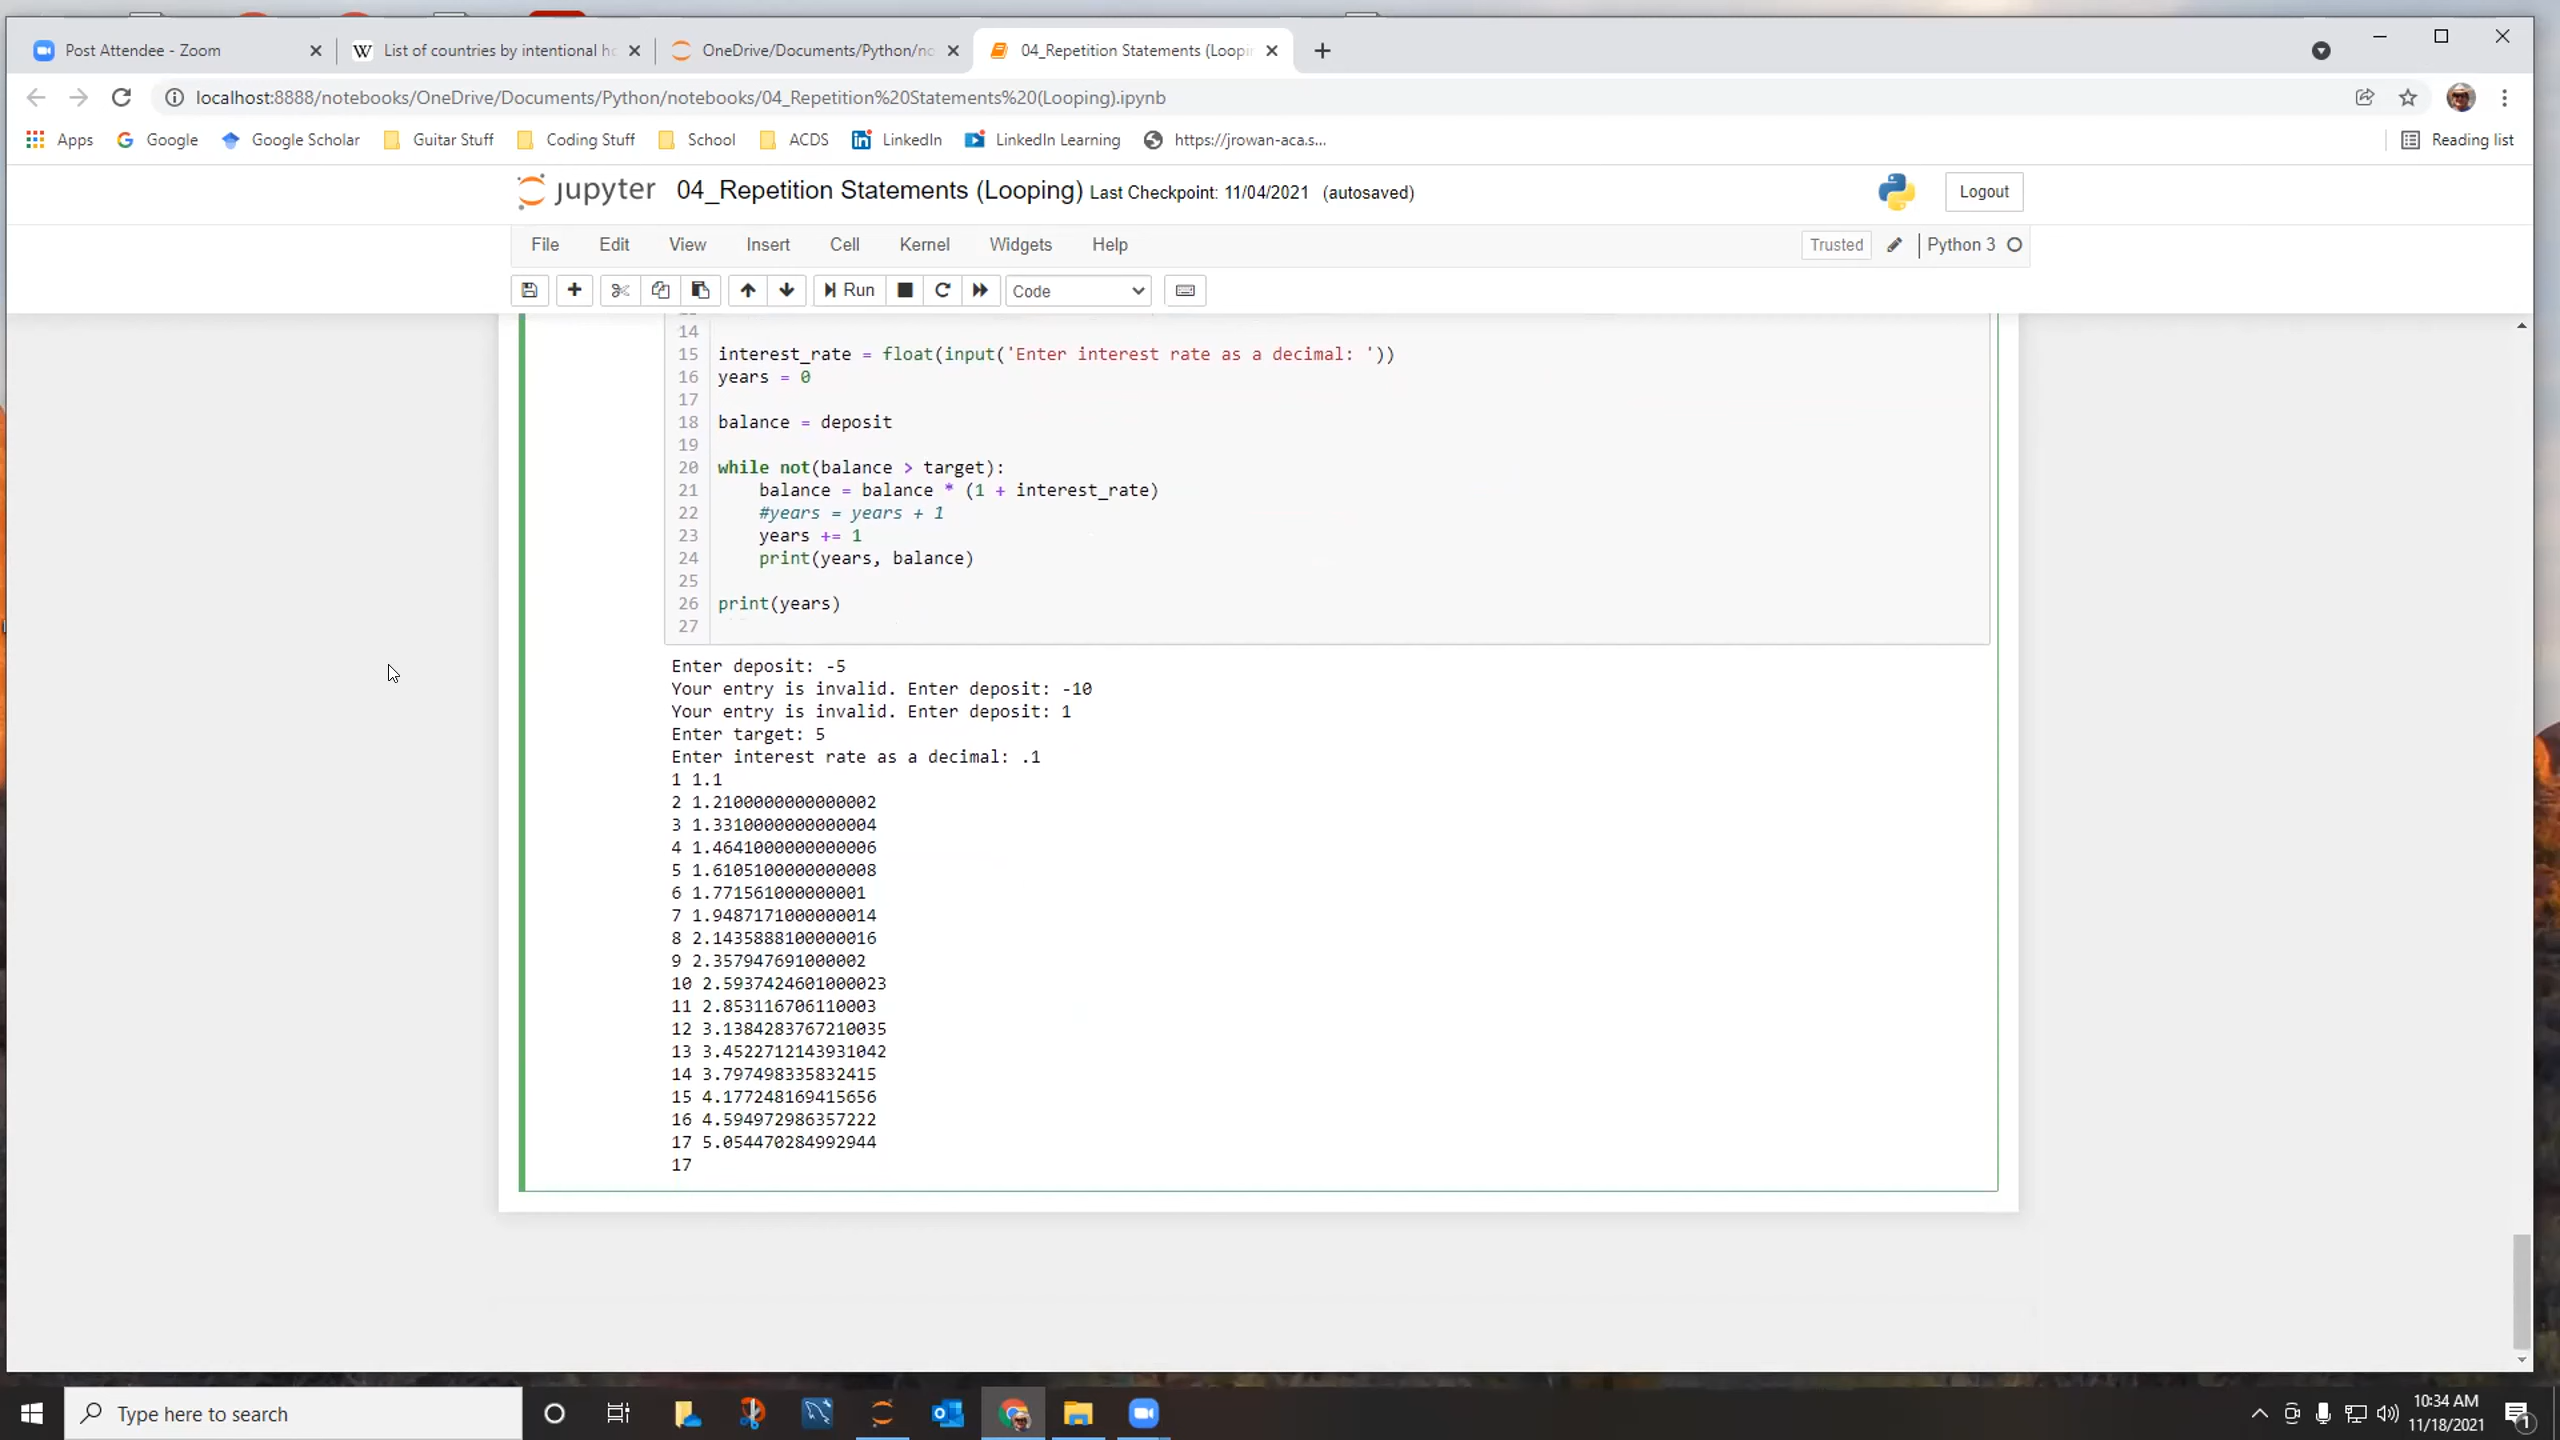 Post Attendee - Zoom
List of countries by intentional ho
OneDrive/Documents/Python/no
04_Repetition Statements (Loopin
localhost:8888/notebooks/OneDrive/Documents/Python/notebooks/04_Repetition%20Statements%20(Looping).ipynb
Apps
Google
Google Scholar
Guitar Stuff
Coding Stuff
School
ACDS
LinkedIn
LinkedIn Learning
https://jrowan-aca.s...
Reading list
jupyter 04_Repetition Statements (Looping) Last Checkpoint: 11/04/2021 (autosaved)
Logout
File Edit View Insert Cell Kernel Widgets Help
Trusted
Python 3
Run
Code
14
15 interest_rate = float(input('Enter interest rate as a decimal: '))
16 years = 0
17
18 balance = deposit
19
20 while not(balance > target):
21     balance = balance * (1 + interest_rate)
22     #years = years + 1
23     years += 1
24     print(years, balance)
25
26 print(years)
27
Enter deposit: -5
Your entry is invalid. Enter deposit: -10
Your entry is invalid. Enter deposit: 1
Enter target: 5
Enter interest rate as a decimal: .1
1 1.1
2 1.2100000000000002
3 1.3310000000000004
4 1.4641000000000006
5 1.6105100000000008
6 1.771561000000001
7 1.9487171000000014
8 2.1435888100000016
9 2.357947691000002
10 2.5937424601000023
11 2.853116706110003
12 3.1384283767210035
13 3.4522712143931042
14 3.797498335832415
15 4.177248169415656
16 4.594972986357222
17 5.054470284992944
17
Type here to search
10:34 AM
11/18/2021
1